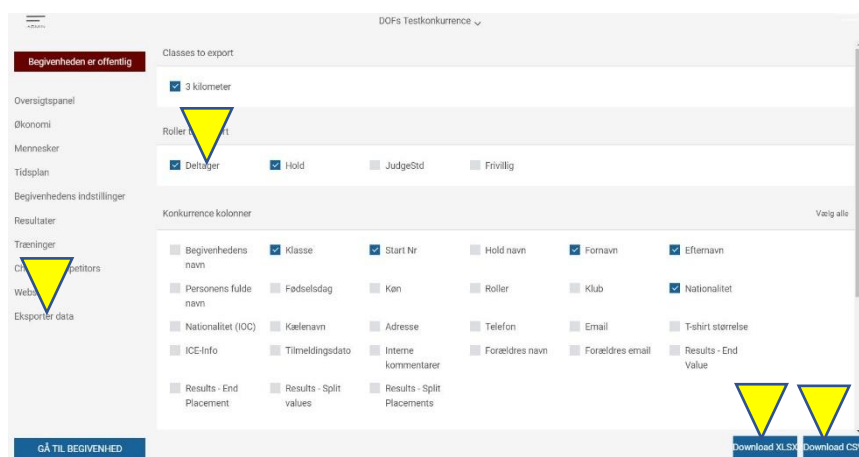 DOFs Testkonkurrence
Begivenheden er offentlig
Oversigtspanel
Økonomi
Mennesker
Tidsplan
Begivenhedens indstillinger
Resultater
Træninger
Eksporter data
GÅ TIL BEGIVENHED
Classes to export
3 kilometer
Roller
Deltager Hold JudgeStd Frivillig
Konkurrence kolonner Vælg alle
Begivenhedens navn Klasse Start Nr Hold navn Fornavn Efternavn
Personens fulde navn Fødselsdag Køn Roller Klub Nationalitet
Nationalitet (IOC) Kælenavn Adresse Telefon Email T-shirt størrelse
ICE-Info Tilmeldingsdato Interne kommentarer Forældres navn Forældres email Results - End Value
Results - End Placement Results - Split values Results - Split Placements
Download XLSX Download CS